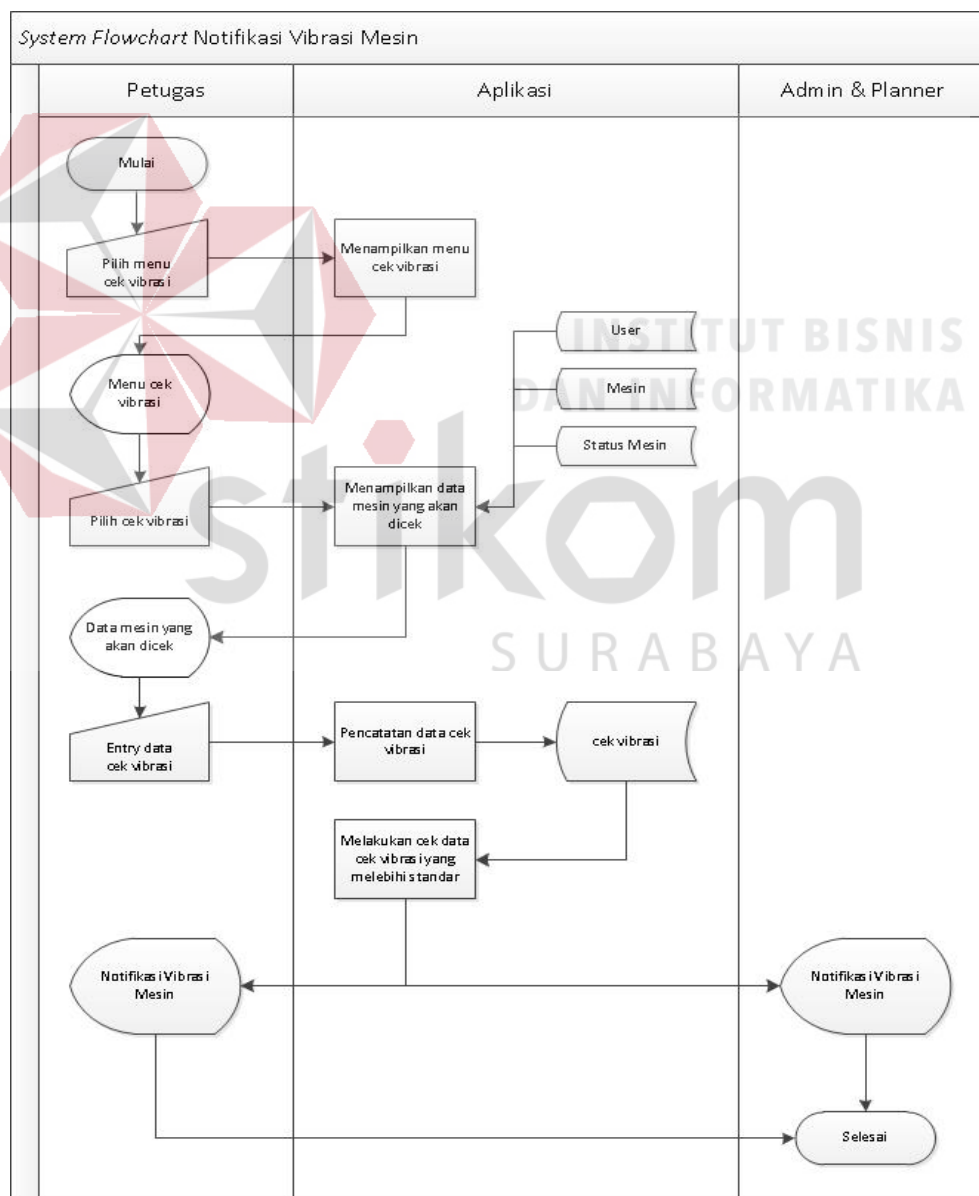 System Flowchart Notifikasi Vibrasi Mesin
Petugas
Aplikasi
Admin & Planner
Mulai
Pilih menu
cek vibrasi
Menampilkan menu
cek vibrasi
User
INSTITUT BISNIS
Menu cek
vibrasi
Mesin
DAN INFORMATIKA
Status Mesin
Pilih cek vibrasi
Menampilkan data
mesin yang akan
dicek
stikom
Data mesin yang
akan dicek
SURABAYA
Entry data
cek vibrasi
Pencatatan data cek
vibrasi
cek vibrasi
Melakukan cek data
cek vibrasi yang
melebihi standar
Notifikasi Vibrasi
Mesin
Notifikasi Vibrasi
Mesin
Selesai